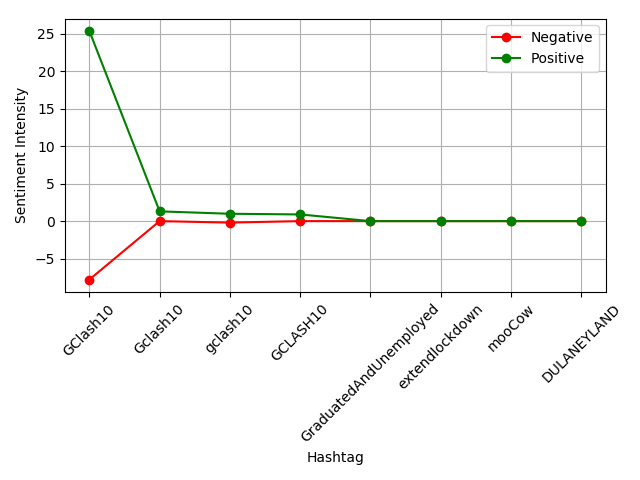 Negative
Positive
25
20
15
10
5
0
−5
Sentiment Intensity
GClash10
Gclash10
gclash10
GCLASH10
GraduatedAndUnemployed
extendlockdown
mooCow
DULANEYLAND
Hashtag